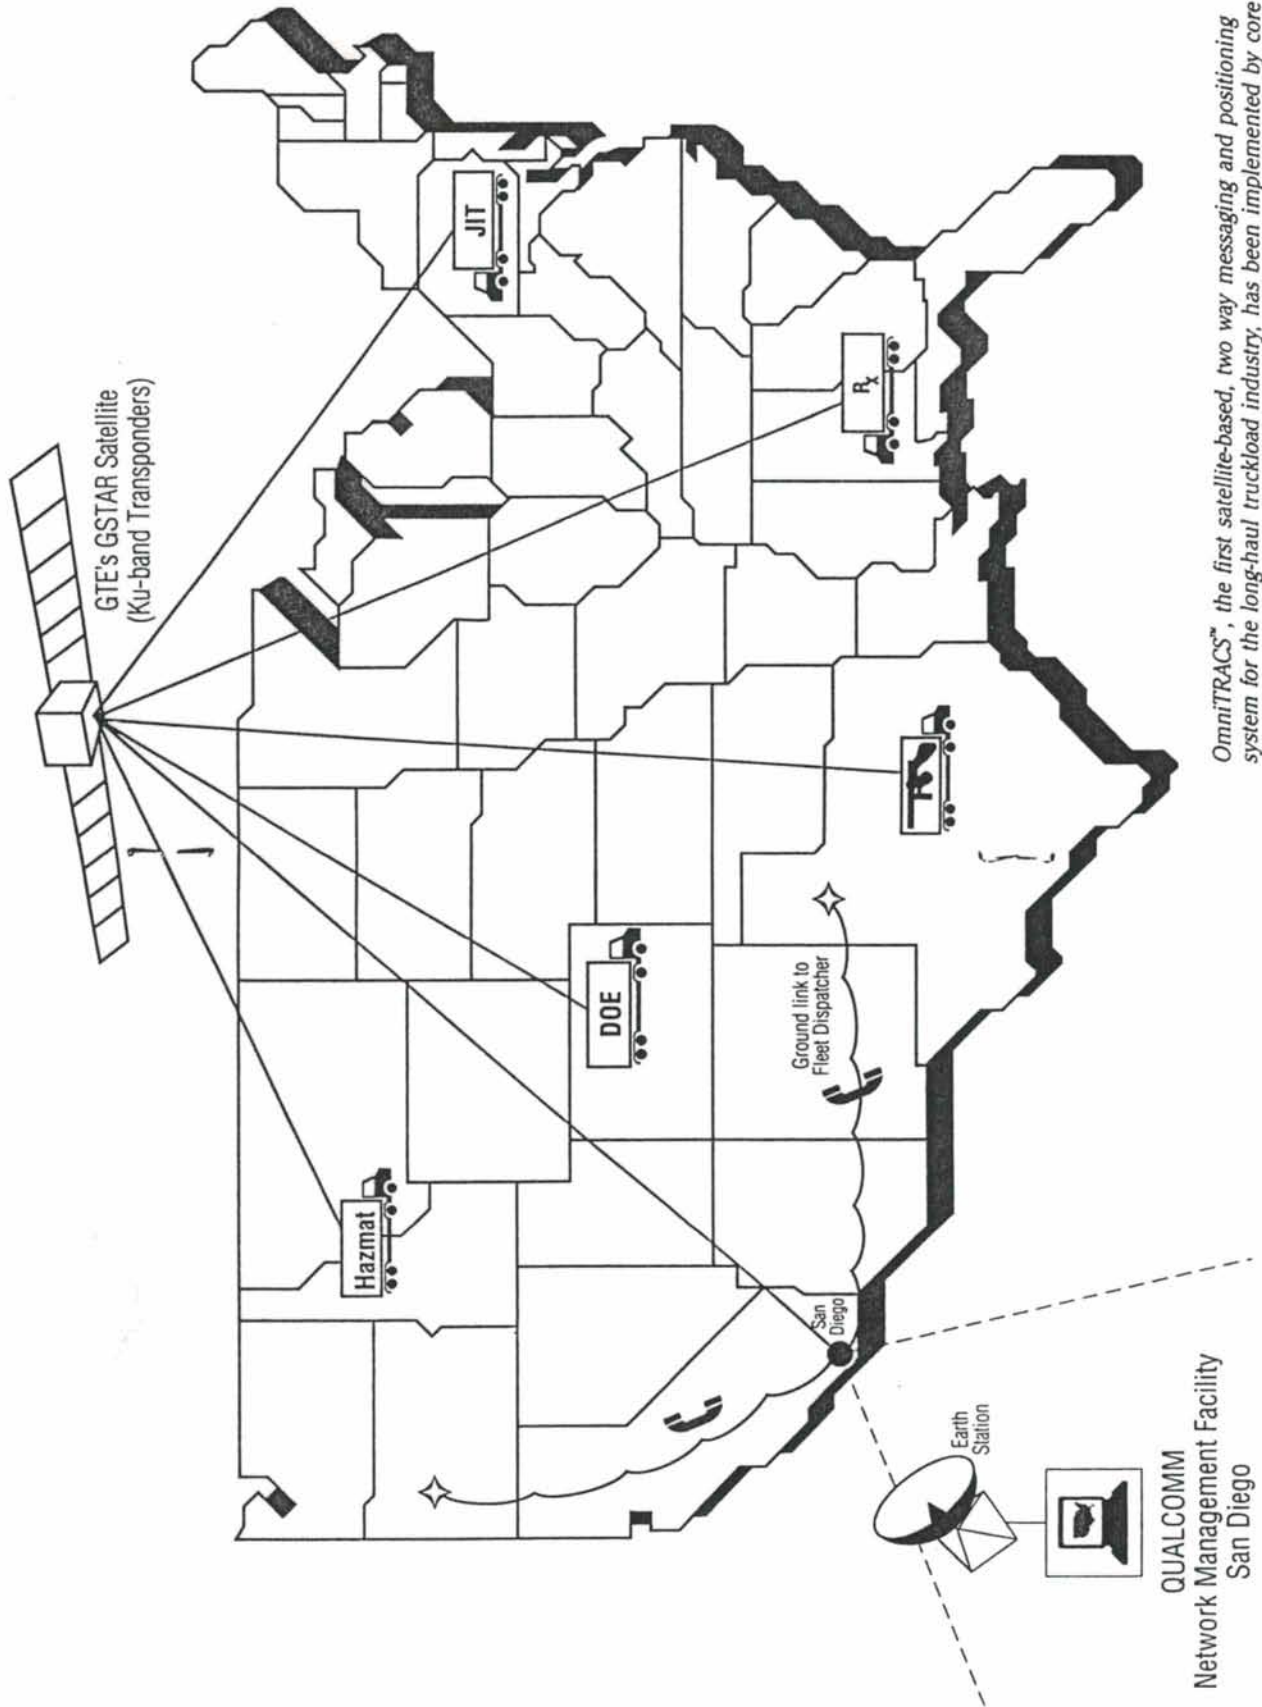 GTE's GSTAR Satellite
(Ku-band Transponders)
Hazmat
DOE
JIT
Rx
Ground link to
Fleet Dispatcher
San
Diego
Earth
Station
QUALCOMM
Network Management Facility
San Diego
OmniTRACS™, the first satellite-based, two way messaging and positioning
system for the long-haul truckload industry, has been implemented by core